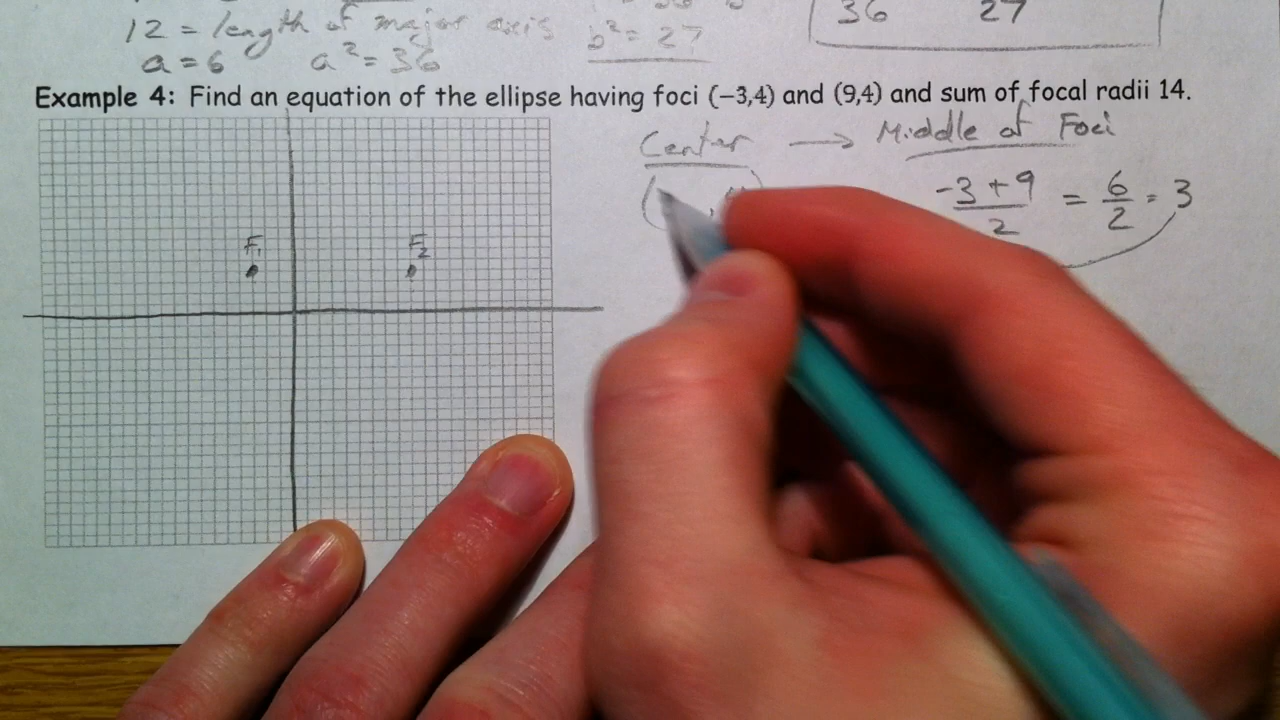 36 27
12 = length of major axis b² = 27
a = 6 a² = 36
Example 4: Find an equation of the ellipse having foci (−3,4) and (9,4) and sum of focal radii 14.
Center → Middle of Foci
( ,
-3 + 9 / 2 = 6 / 2 = 3
F₁ F₂